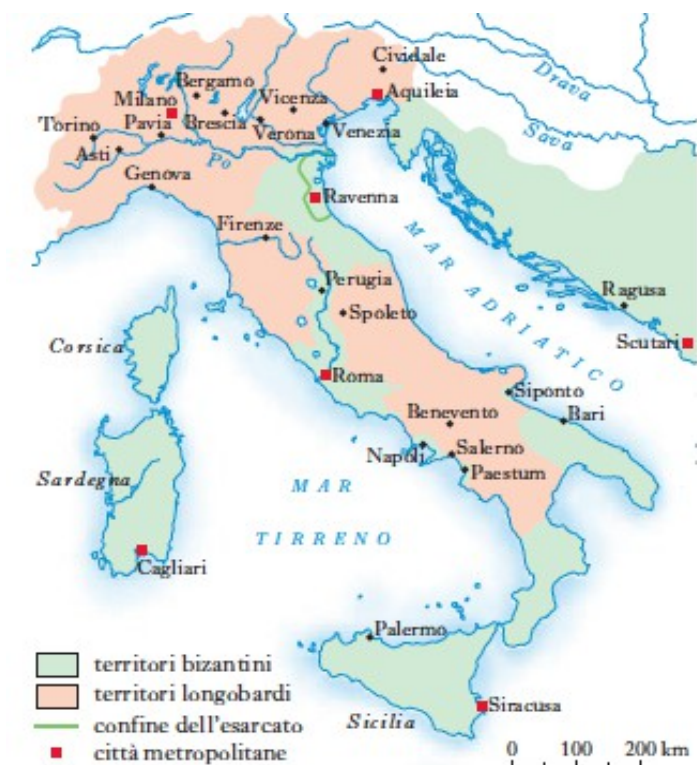 Cividale
Drava
Bergamo
Milano
Vicenza
Aquileia
Sava
Torino
Pavia
Brescia
Verona
Venezia
Asti
Po
Genova
Ravenna
Firenze
MAR ADRIATICO
Perugia
Ragusa
Spoleto
Corsica
Scutari
Roma
Siponto
Benevento
Bari
Napoli
Salerno
Sardegna
Paestum
MAR
TIRRENO
Cagliari
Palermo
territori bizantini
territori longobardi
Siracusa
confine dell'esarcato
Sicilia
città metropolitane
0 100 200 km